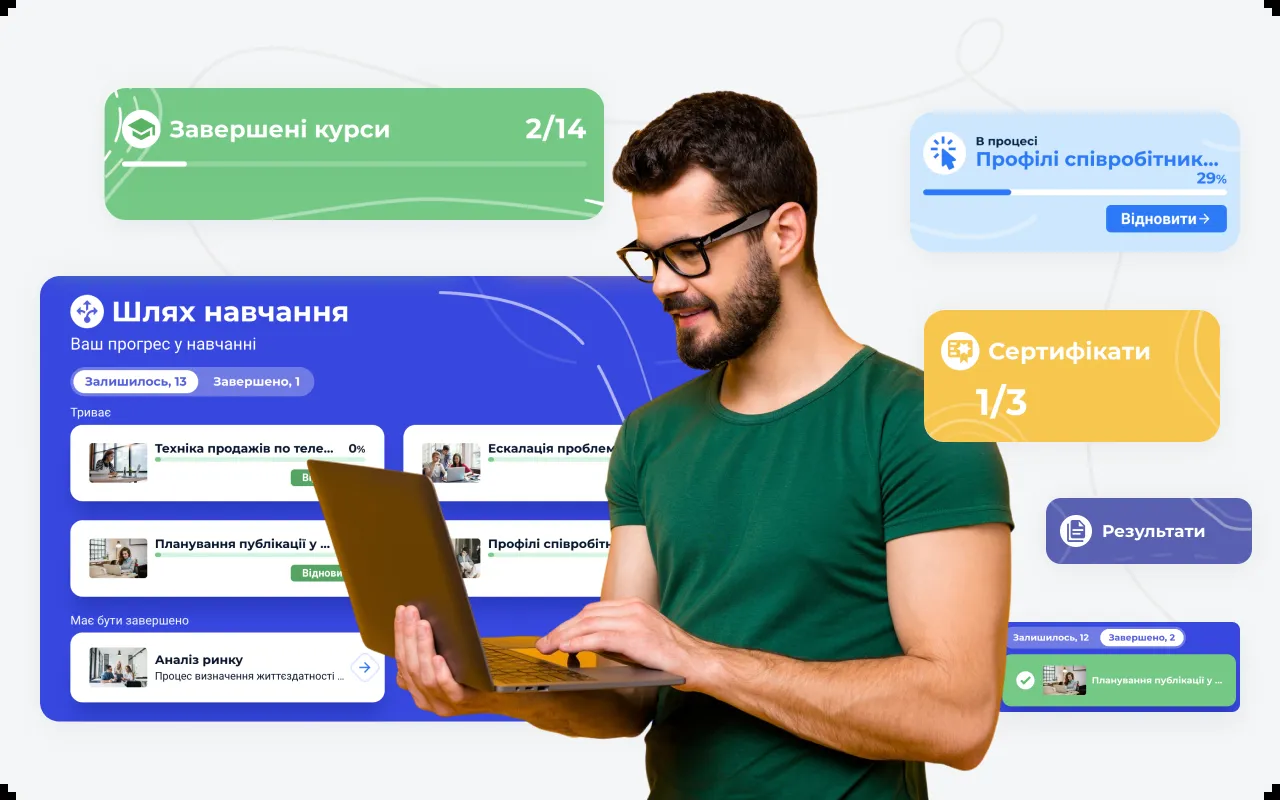 Завершені курси
2/14
В процесі
Профілі співробітник...
29%
Відновити
Шлях навчання
Ваш прогрес у навчанні
Залишилось, 13
Завершено, 1
Триває
Техніка продажів по теле...
0%
Ескалація проблем
Планування публікації у ...
Віднови
Профілі співробітн
Має бути завершено
Аналіз ринку
Процес визначення життєздатності ...
Сертифікати
1/3
Результати
Залишилось, 12
Завершено, 2
Планування публікації у ...